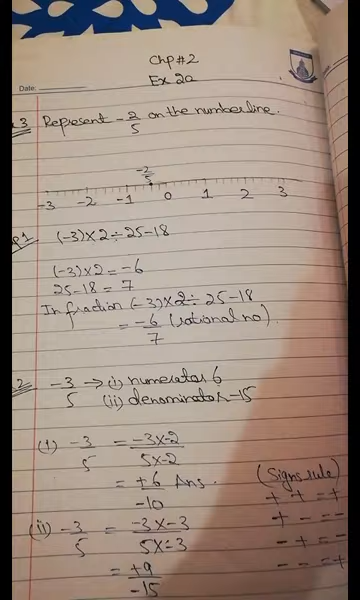 Chp#2
Ex 2a
Date:
3 Represent -2/5 on the number line.
-2/5
-3 -2 -1 0 1 2 3
1 (-3)×2÷25-18
(-3)×2=-6
25-18=7
In fraction (-3)×2÷25-18
= -6/7 (rational no).
2 -3/5 → (i) numerator 6
(ii) denominator -15
(i) -3/5 = -3×-2/5×-2
= +6/-10 Ans.
(Signs rule)
+ + = +
+ - = -
- + = -
- - = +
(ii) -3/5 = -3×-3/5×-3
= +9/-15